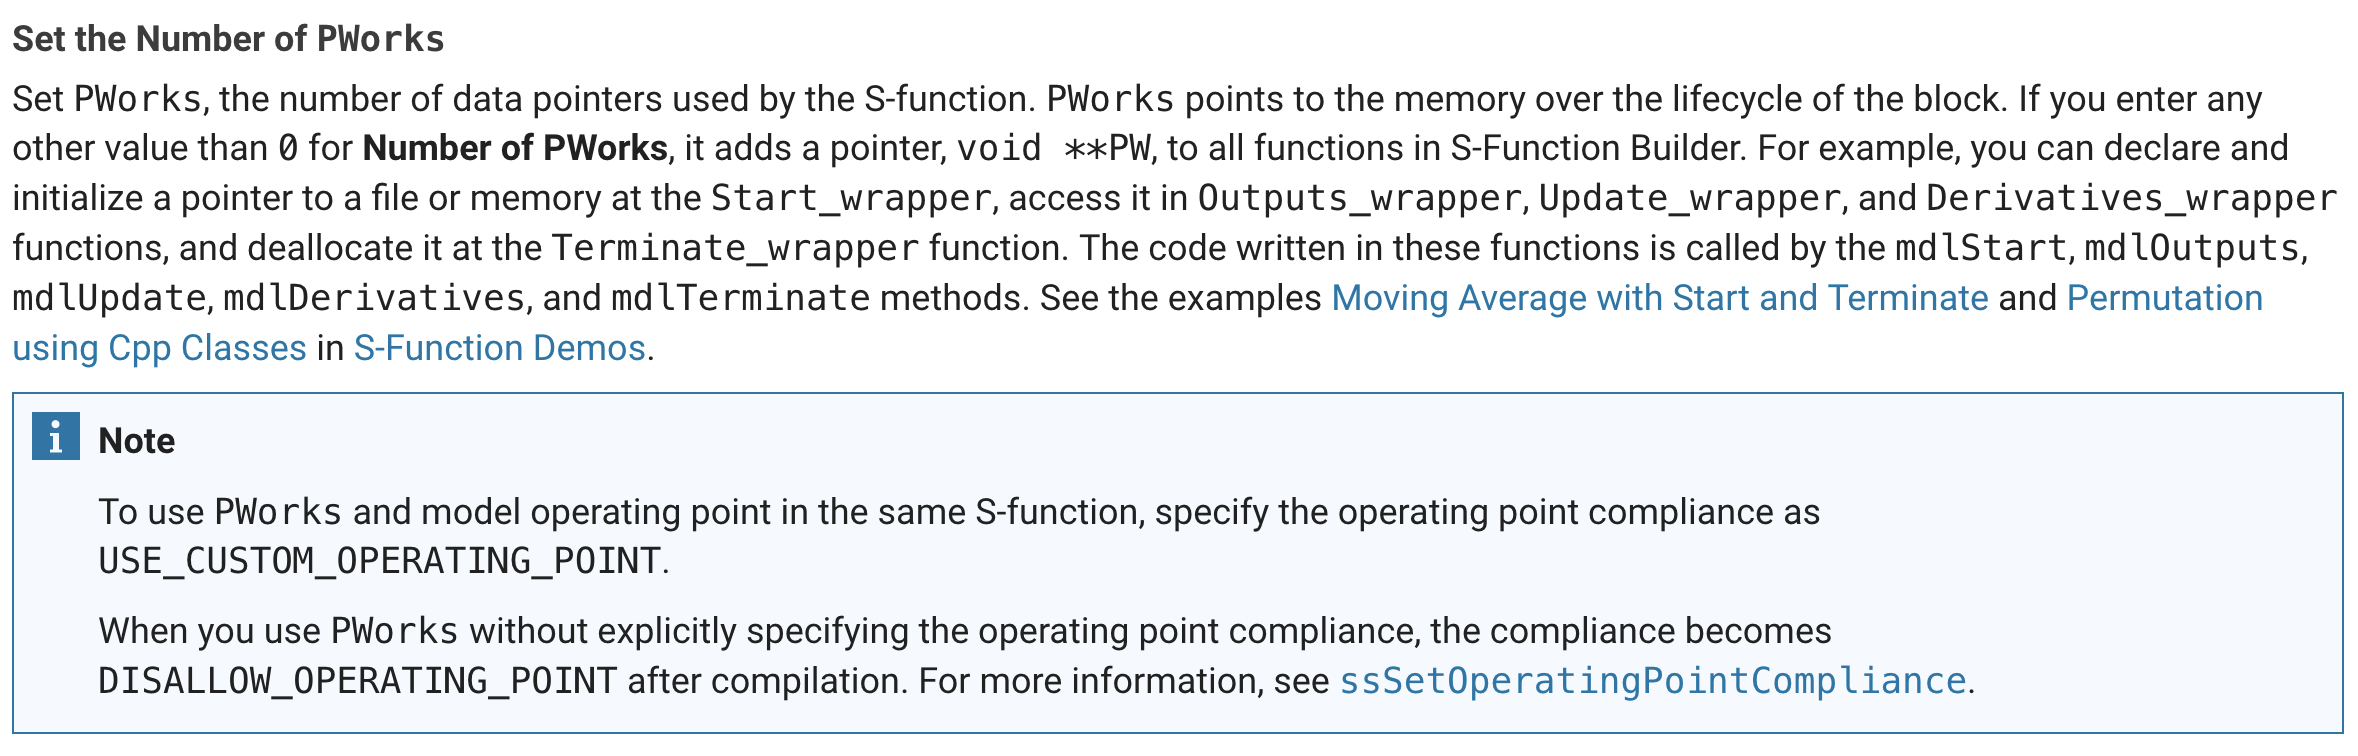 Set the Number of PWorks
Set PWorks, the number of data pointers used by the S-function. PWorks points to the memory over the lifecycle of the block. If you enter any
other value than 0 for Number of PWorks, it adds a pointer, void **PW, to all functions in S-Function Builder. For example, you can declare and
initialize a pointer to a file or memory at the Start_wrapper, access it in Outputs_wrapper, Update_wrapper, and Derivatives_wrapper
functions, and deallocate it at the Terminate_wrapper function. The code written in these functions is called by the mdlStart, mdlOutputs,
mdlUpdate, mdlDerivatives, and mdlTerminate methods. See the examples Moving Average with Start and Terminate and Permutation
using Cpp Classes in S-Function Demos.
i Note
To use PWorks and model operating point in the same S-function, specify the operating point compliance as
USE_CUSTOM_OPERATING_POINT.
When you use PWorks without explicitly specifying the operating point compliance, the compliance becomes
DISALLOW_OPERATING_POINT after compilation. For more information, see ssSetOperatingPointCompliance.